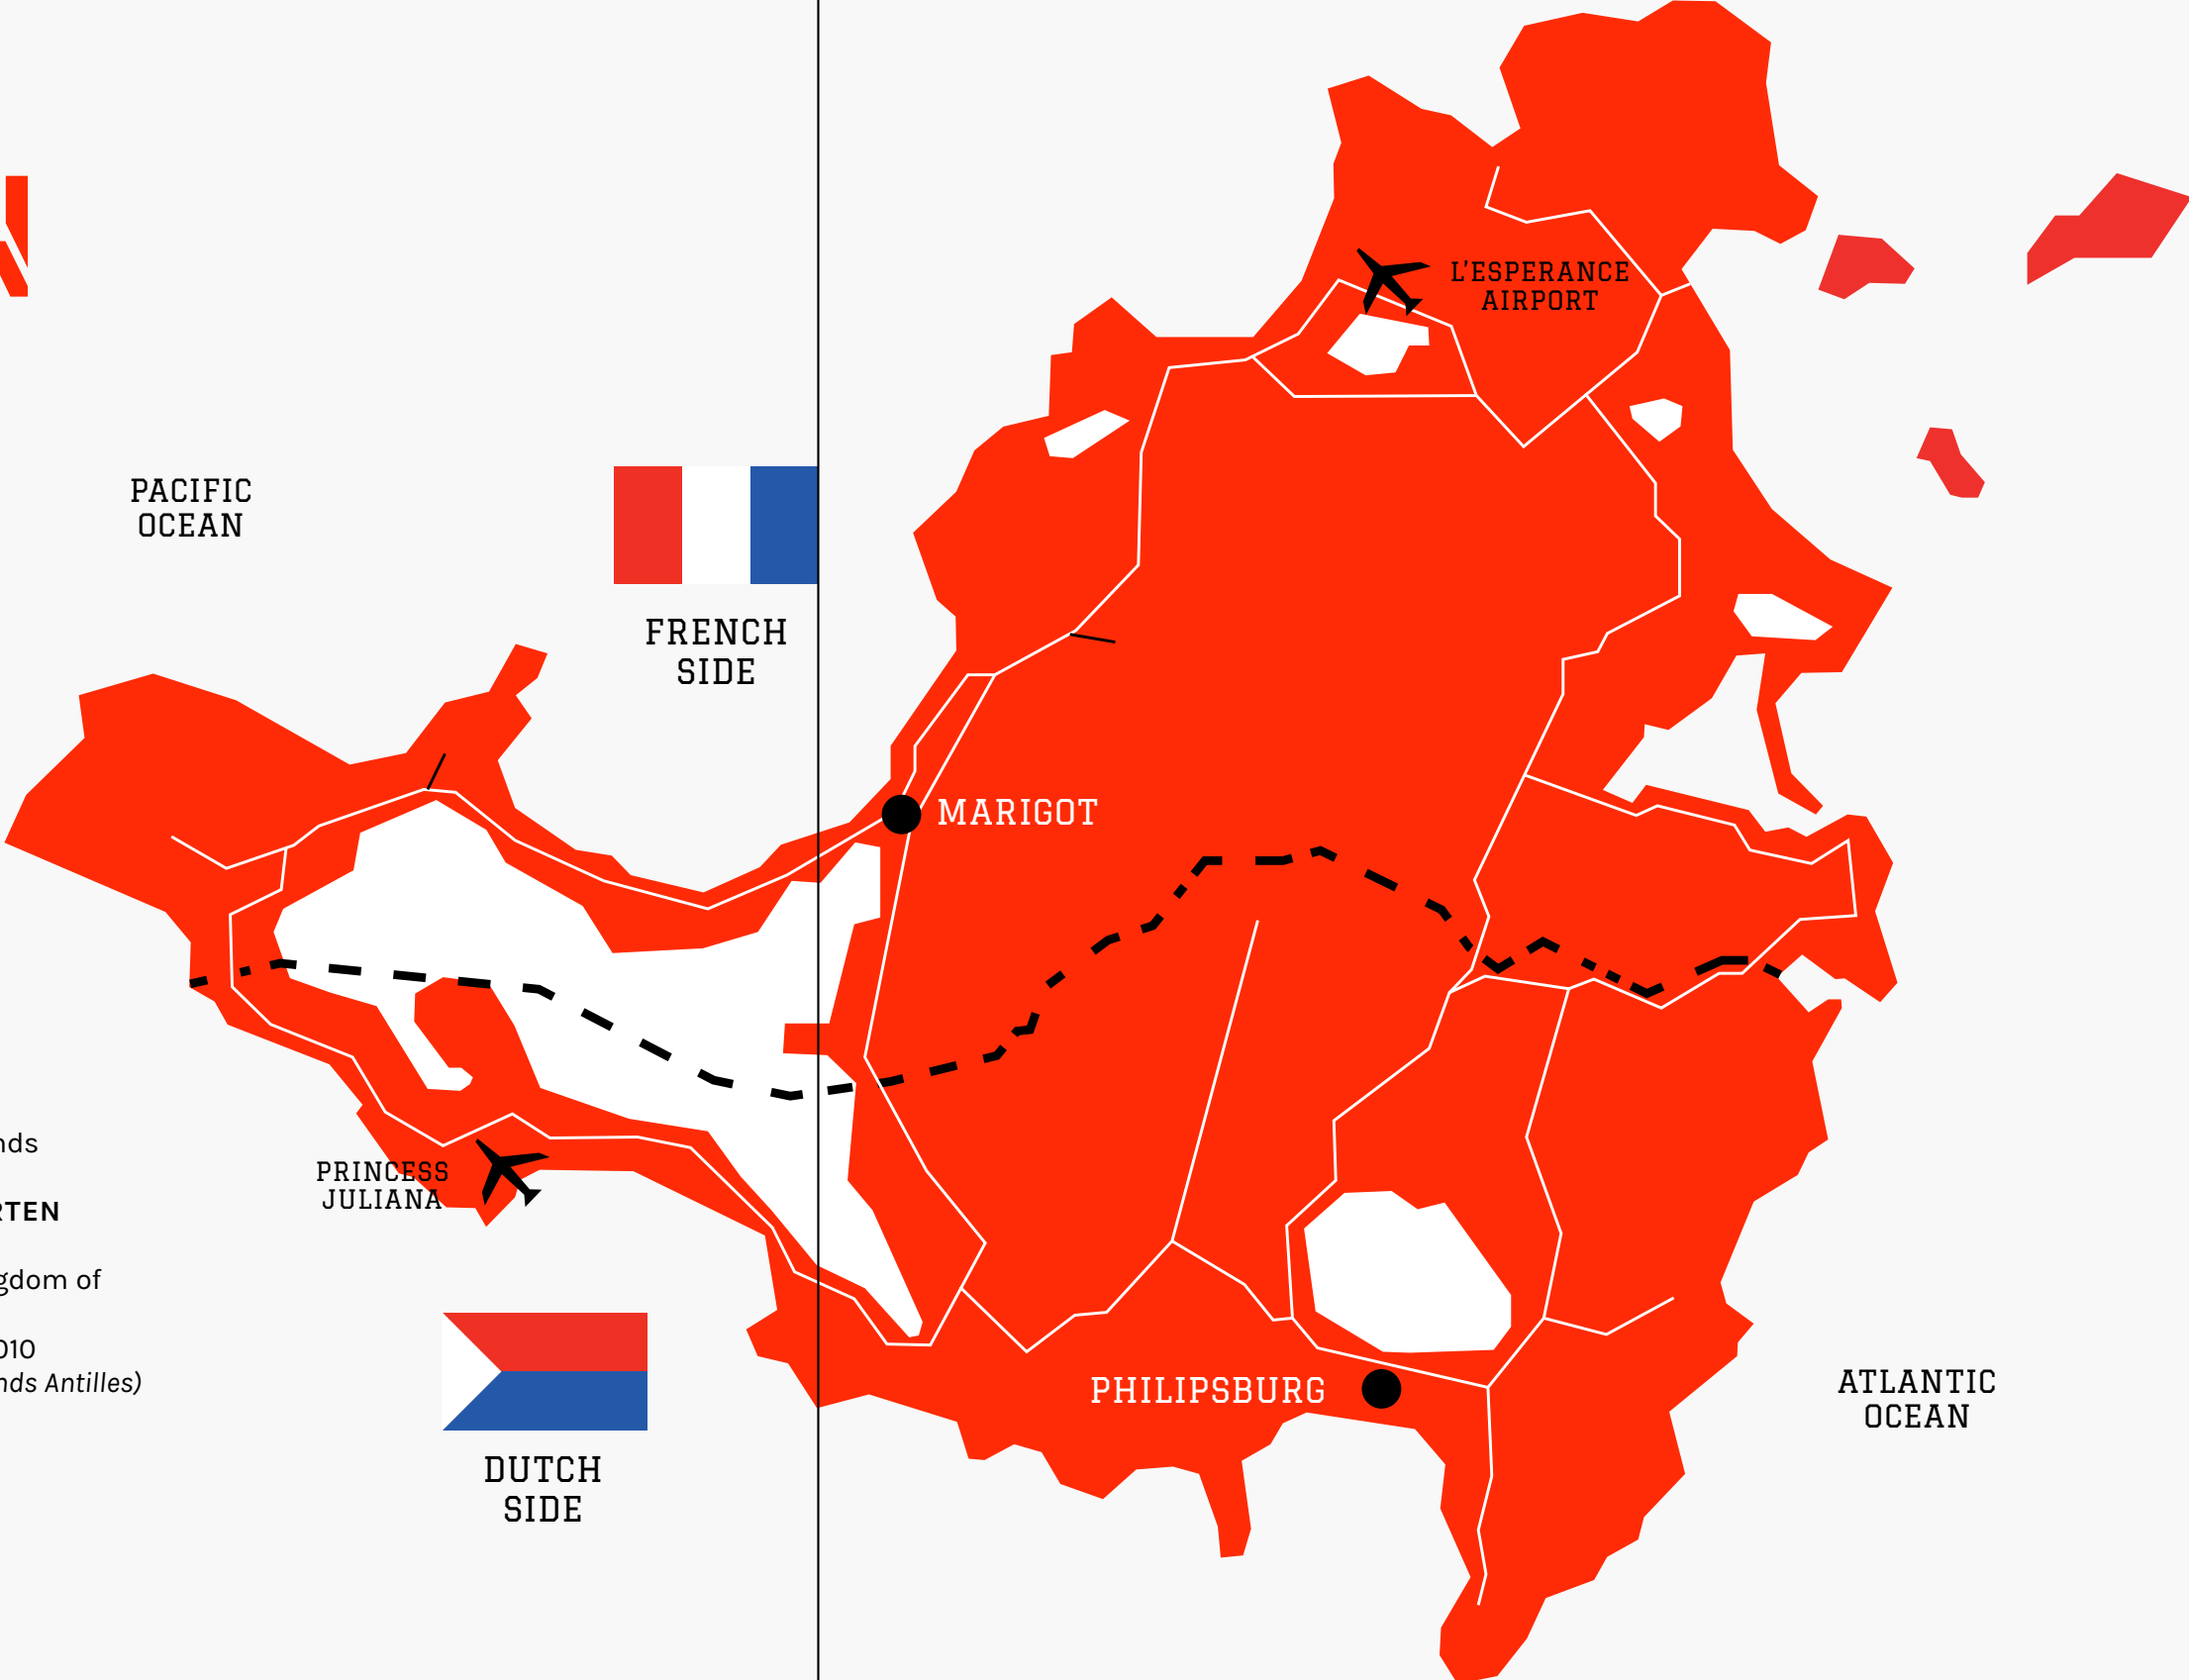 L'ESPERANCE
AIRPORT
PACIFIC
OCEAN
FRENCH
SIDE
MARIGOT
nds
PRINCESS
JULIANA
RTEN
gdom of
010
nds Antilles)
PHILIPSBURG
ATLANTIC
OCEAN
DUTCH
SIDE